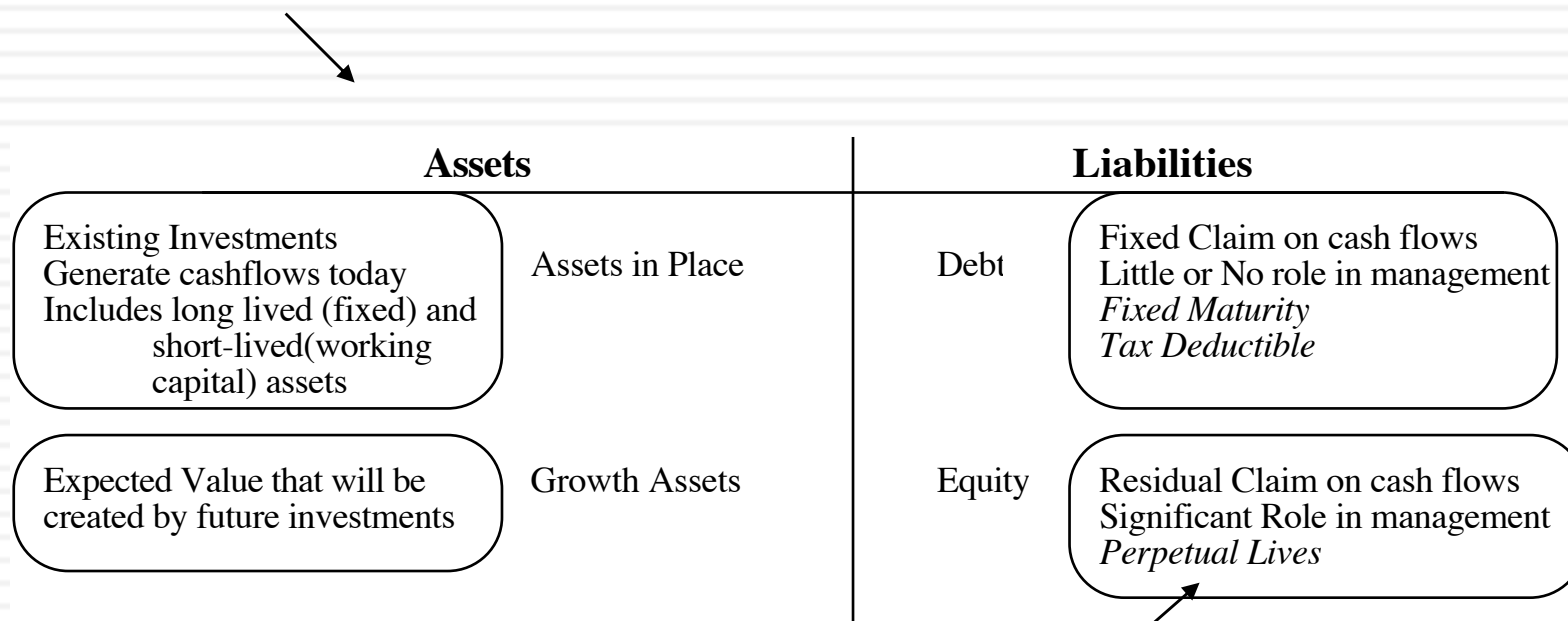 Assets
Liabilities
Existing Investments
Generate cashflows today
Includes long lived (fixed) and
short-lived(working
capital) assets
Assets in Place
Debt
Fixed Claim on cash flows
Little or No role in management
Fixed Maturity
Tax Deductible
Expected Value that will be
created by future investments
Growth Assets
Equity
Residual Claim on cash flows
Significant Role in management
Perpetual Lives